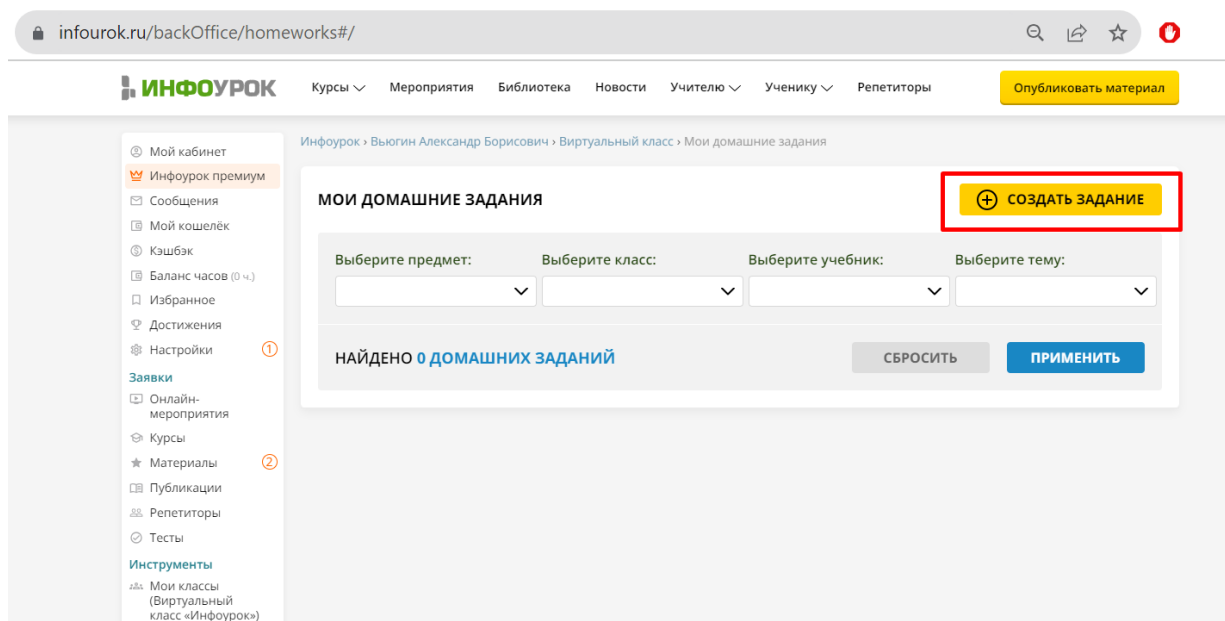 infourok.ru/backOffice/homeworks#/
ИНФОУРОК
Курсы Мероприятия Библиотека Новости Учителю Ученику Репетиторы
Опубликовать материал
Инфоурок › Вьюгин Александр Борисович › Виртуальный класс › Мои домашние задания
Мой кабинет
Инфоурок премиум
Сообщения
Мой кошелёк
Кэшбэк
Баланс часов (0 ч.)
Избранное
Достижения
Настройки 1
Заявки
Онлайн-
мероприятия
Курсы
Материалы 2
Публикации
Репетиторы
Тесты
Инструменты
Мои классы
(Виртуальный
класс «Инфоурок»)
МОИ ДОМАШНИЕ ЗАДАНИЯ
СОЗДАТЬ ЗАДАНИЕ
Выберите предмет: Выберите класс: Выберите учебник: Выберите тему:
НАЙДЕНО 0 ДОМАШНИХ ЗАДАНИЙ
СБРОСИТЬ
ПРИМЕНИТЬ